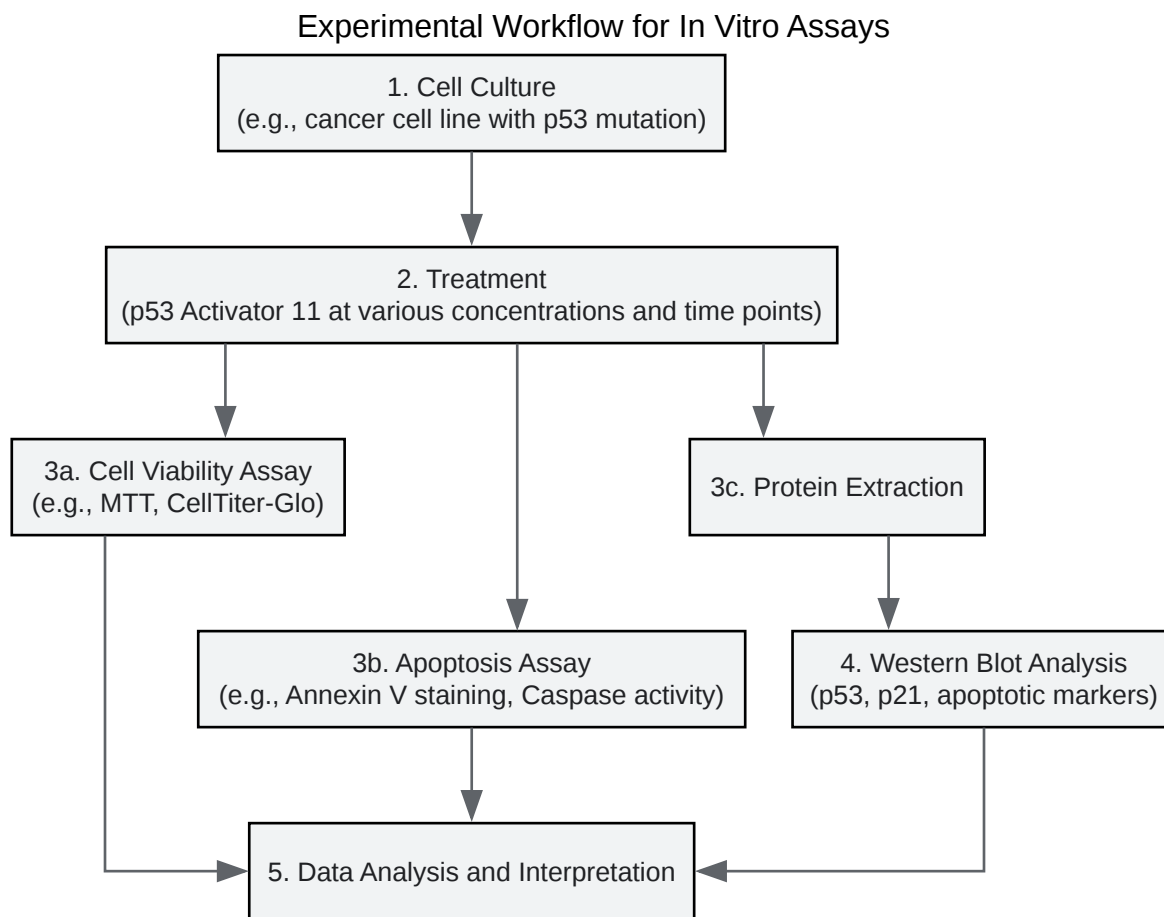 Experimental Workflow for In Vitro Assays
1. Cell Culture
(e.g., cancer cell line with p53 mutation)
2. Treatment
(p53 Activator 11 at various concentrations and time points)
3a. Cell Viability Assay
(e.g., MTT, CellTiter-Glo)
3c. Protein Extraction
3b. Apoptosis Assay
(e.g., Annexin V staining, Caspase activity)
4. Western Blot Analysis
(p53, p21, apoptotic markers)
5. Data Analysis and Interpretation